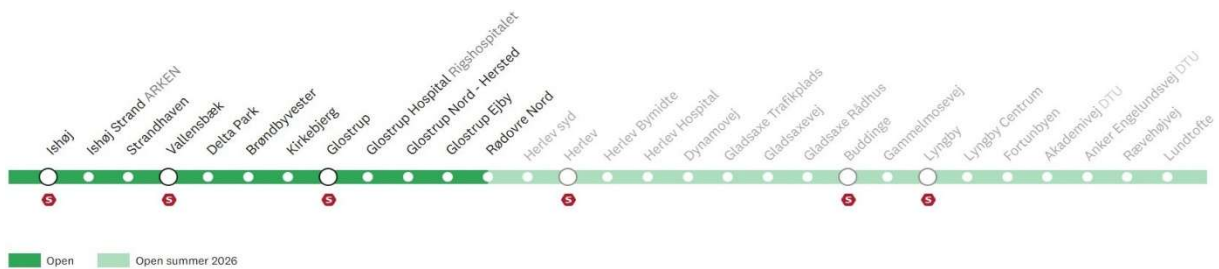 Ishøj
Ishøj Strand ARKEN
Strandhaven
Vallensbæk
Delta Park
Brøndbyvester
Kirkebjerg
Glostrup
Glostrup Hospital Rigshospitalet
Glostrup Nord - Hersted
Glostrup Ejby
Rødovre Nord
Herlev syd
Herlev
Herlev Bymidte
Herlev Hospital
Dynamovej
Gladsaxe Trafikplads
Gladsaxevej
Gladsaxe Rådhus
Buddinge
Gammelmosevej
Lyngby
Lyngby Centrum
Fortunbyen
Akademivej DTU
Anker Engelundsvej DTU
Rævehøjvej
Lundtofte
S
S
S
S
S
S
Open
Open summer 2026